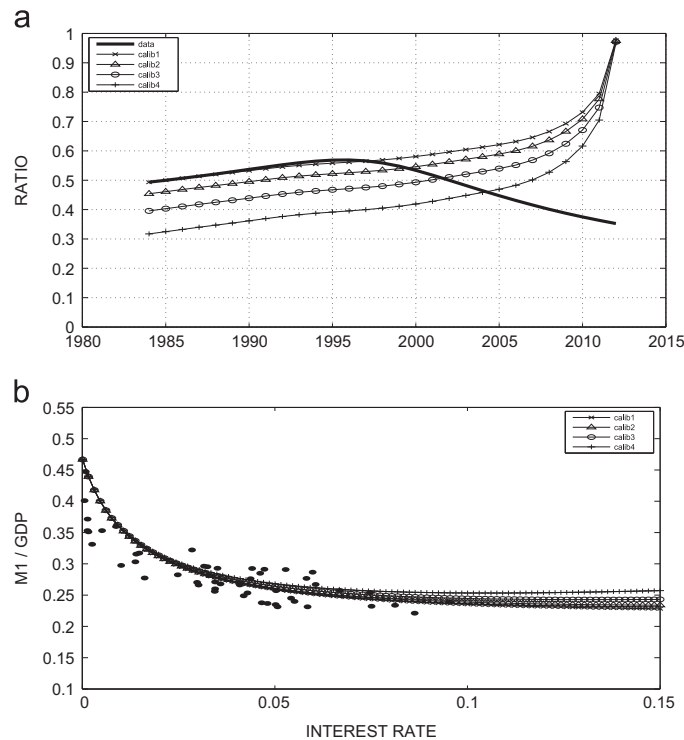 a
1
0.9
0.8
0.7
0.6
0.5
0.4
0.3
0.2
0.1
0
RATIO
data
calib1
calib2
calib3
calib4
1980 1985 1990 1995 2000 2005 2010 2015
b
0.55
0.5
0.45
0.4
0.35
0.3
0.25
0.2
0.15
0.1
M1 / GDP
calib1
calib2
calib3
calib4
0 0.05 0.1 0.15
INTEREST RATE